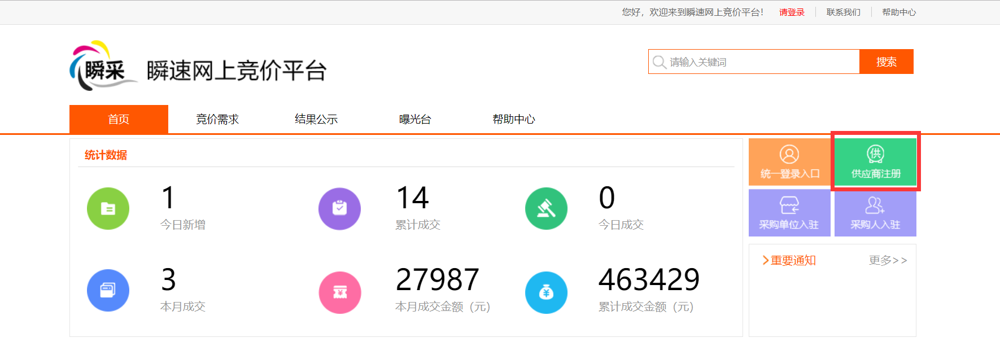 您好，欢迎来到瞬速网上竞价平台！ 请登录 联系我们 帮助中心
瞬采 瞬速网上竞价平台
请输入关键词 搜索
首页 竞价需求 结果公示 曝光台 帮助中心
统计数据
1 今日新增
14 累计成交
0 今日成交
3 本月成交
27987 本月成交金额（元）
463429 累计成交金额（元）
统一登录入口
供 供应商注册
采购单位入驻
采购人入驻
重要通知 更多>>